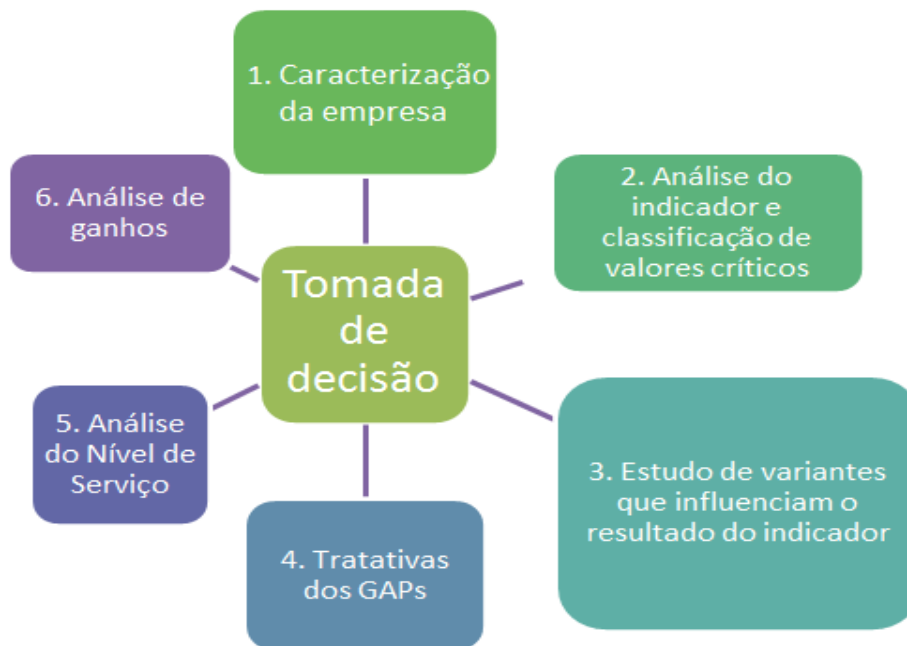 1. Caracterização
da empresa
2. Análise do
indicador e
classificação de
valores críticos
3. Estudo de variantes
que influenciam o
resultado do indicador
4. Tratativas
dos GAPs
5. Análise
do Nível de
Serviço
6. Análise de
ganhos
Tomada
de
decisão